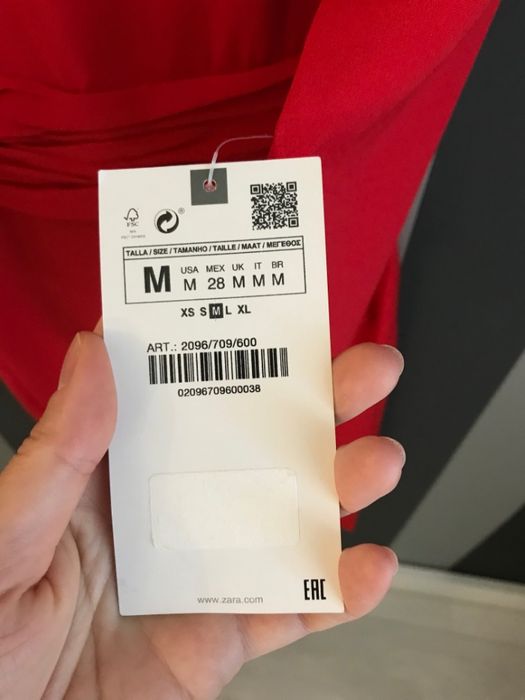 FSC
TALLA / SIZE / TAMANHO / TAILLE / MAAT / ΜΕΓΕΘΟΣ
M
USA MEX UK IT BR
M 28 M M M
XS S M L XL
ART.: 2096/709/600
02096709600038
www.zara.com
EAC